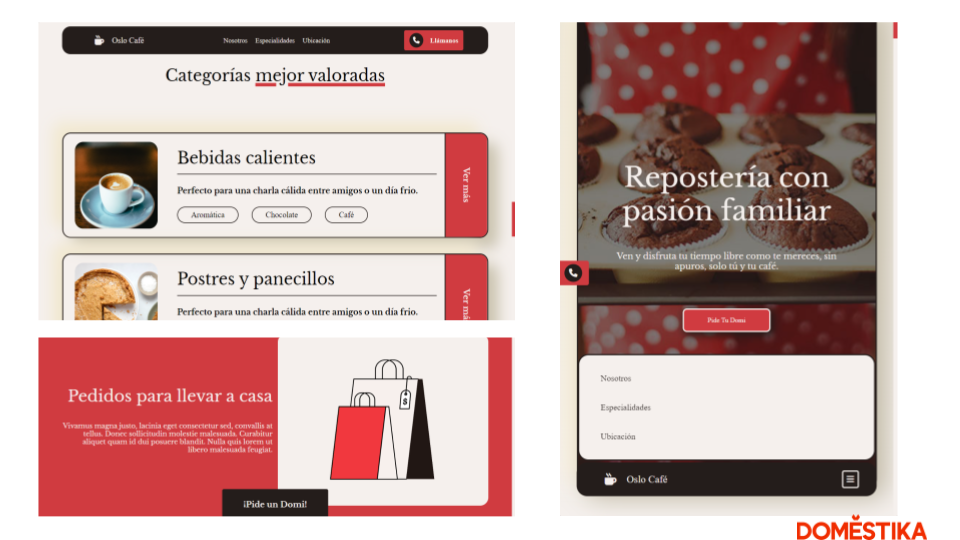 Oslo Café
Nosotros Especialidades Ubicación
Llámanos
Categorías mejor valoradas
Bebidas calientes
Perfecto para una charla cálida entre amigos o un día frio.
Aromática Chocolate Café
Ver más
Postres y panecillos
Perfecto para una charla cálida entre amigos o un día frio.
Ver má
Pedidos para llevar a casa
Vivamus magna justo, lacinia eget consectetur sed, convallis at
tellus. Donec sollicitudin molestie malesuada. Curabitur
aliquet quam id dui posuere blandit. Nulla quis lorem ut
libero malesuada feugiat.
$
¡Pide un Domi!
Repostería con
pasión familiar
Ven y disfruta tu tiempo libre como te mereces, sin
apuros, solo tú y tu café.
Pide Tu Domi
Nosotros
Especialidades
Ubicación
Oslo Café
DOMĚSTIKA